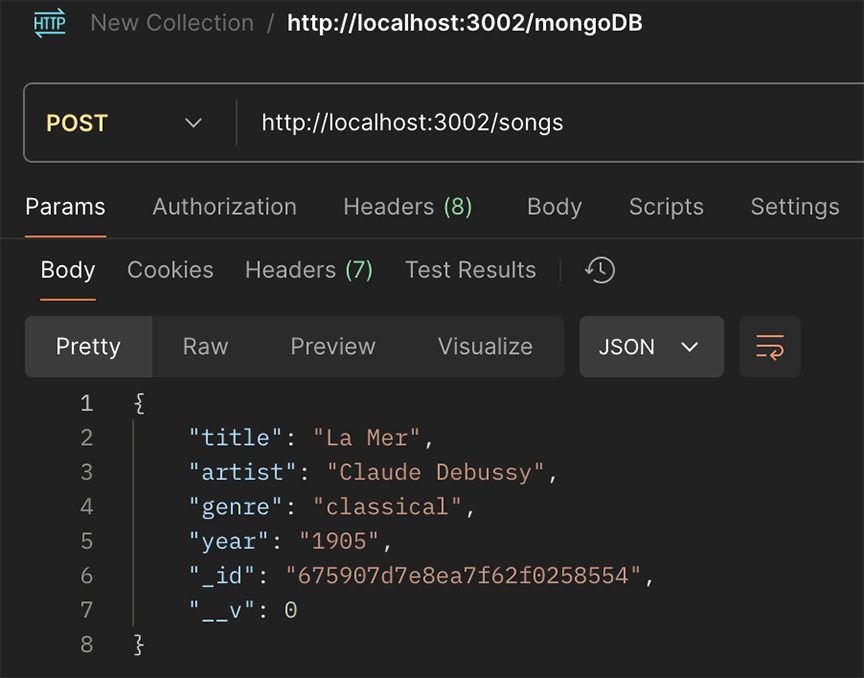 HTTP New Collection / http://localhost:3002/mongoDB
POST http://localhost:3002/songs
Params Authorization Headers (8) Body Scripts Settings
Body Cookies Headers (7) Test Results
Pretty Raw Preview Visualize JSON
1 {
2 "title": "La Mer",
3 "artist": "Claude Debussy",
4 "genre": "classical",
5 "year": "1905",
6 "_id": "675907d7e8ea7f62f0258554",
7 "__v": 0
8 }